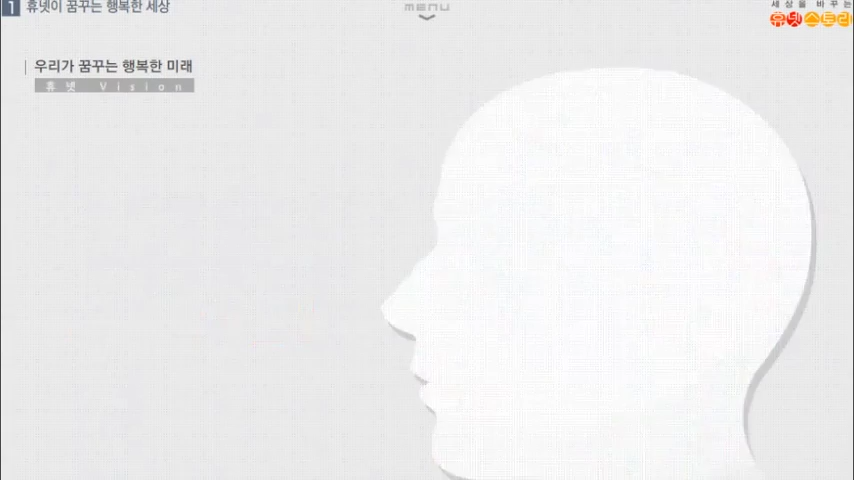 1 휴넷이 꿈꾸는 행복한 세상
MENU
세상을 바꾸는
휴넷스토리
우리가 꿈꾸는 행복한 미래
휴넷 Vision